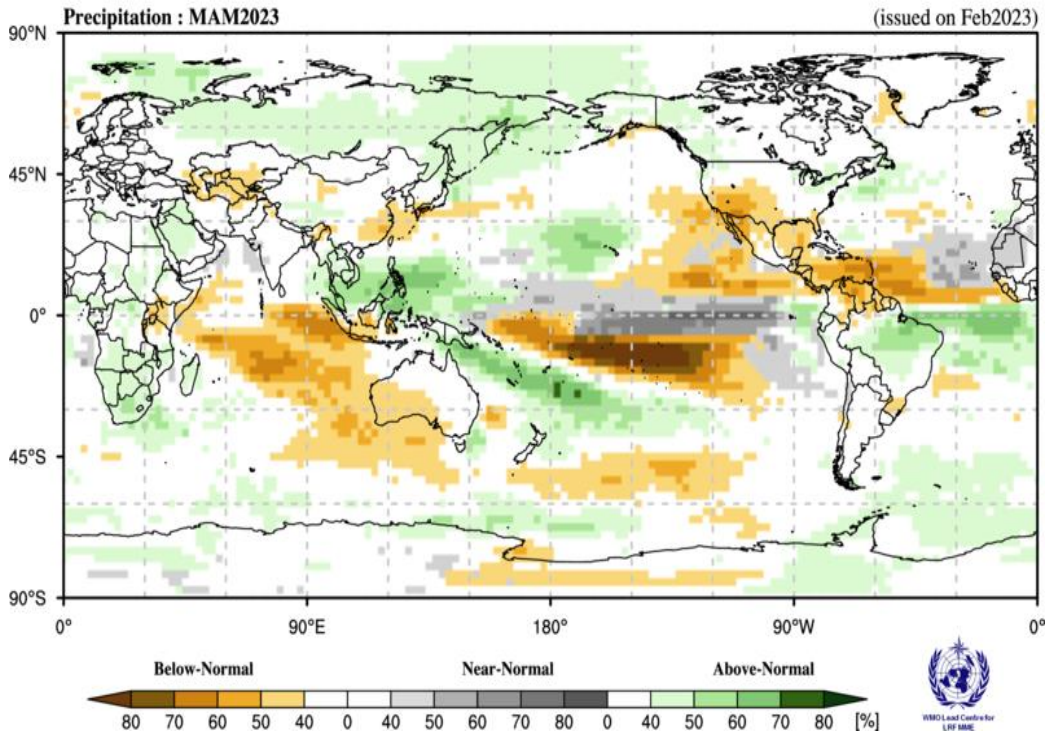 Precipitation : MAM2023 (issued on Feb2023)
90°N
45°N
0°
45°S
90°S
0° 90°E 180° 90°W 0°
Below-Normal Near-Normal Above-Normal
80 70 60 50 40 0 40 50 60 70 80 0 40 50 60 70 80 [%]
WMO Lead Centre for
LRF MME